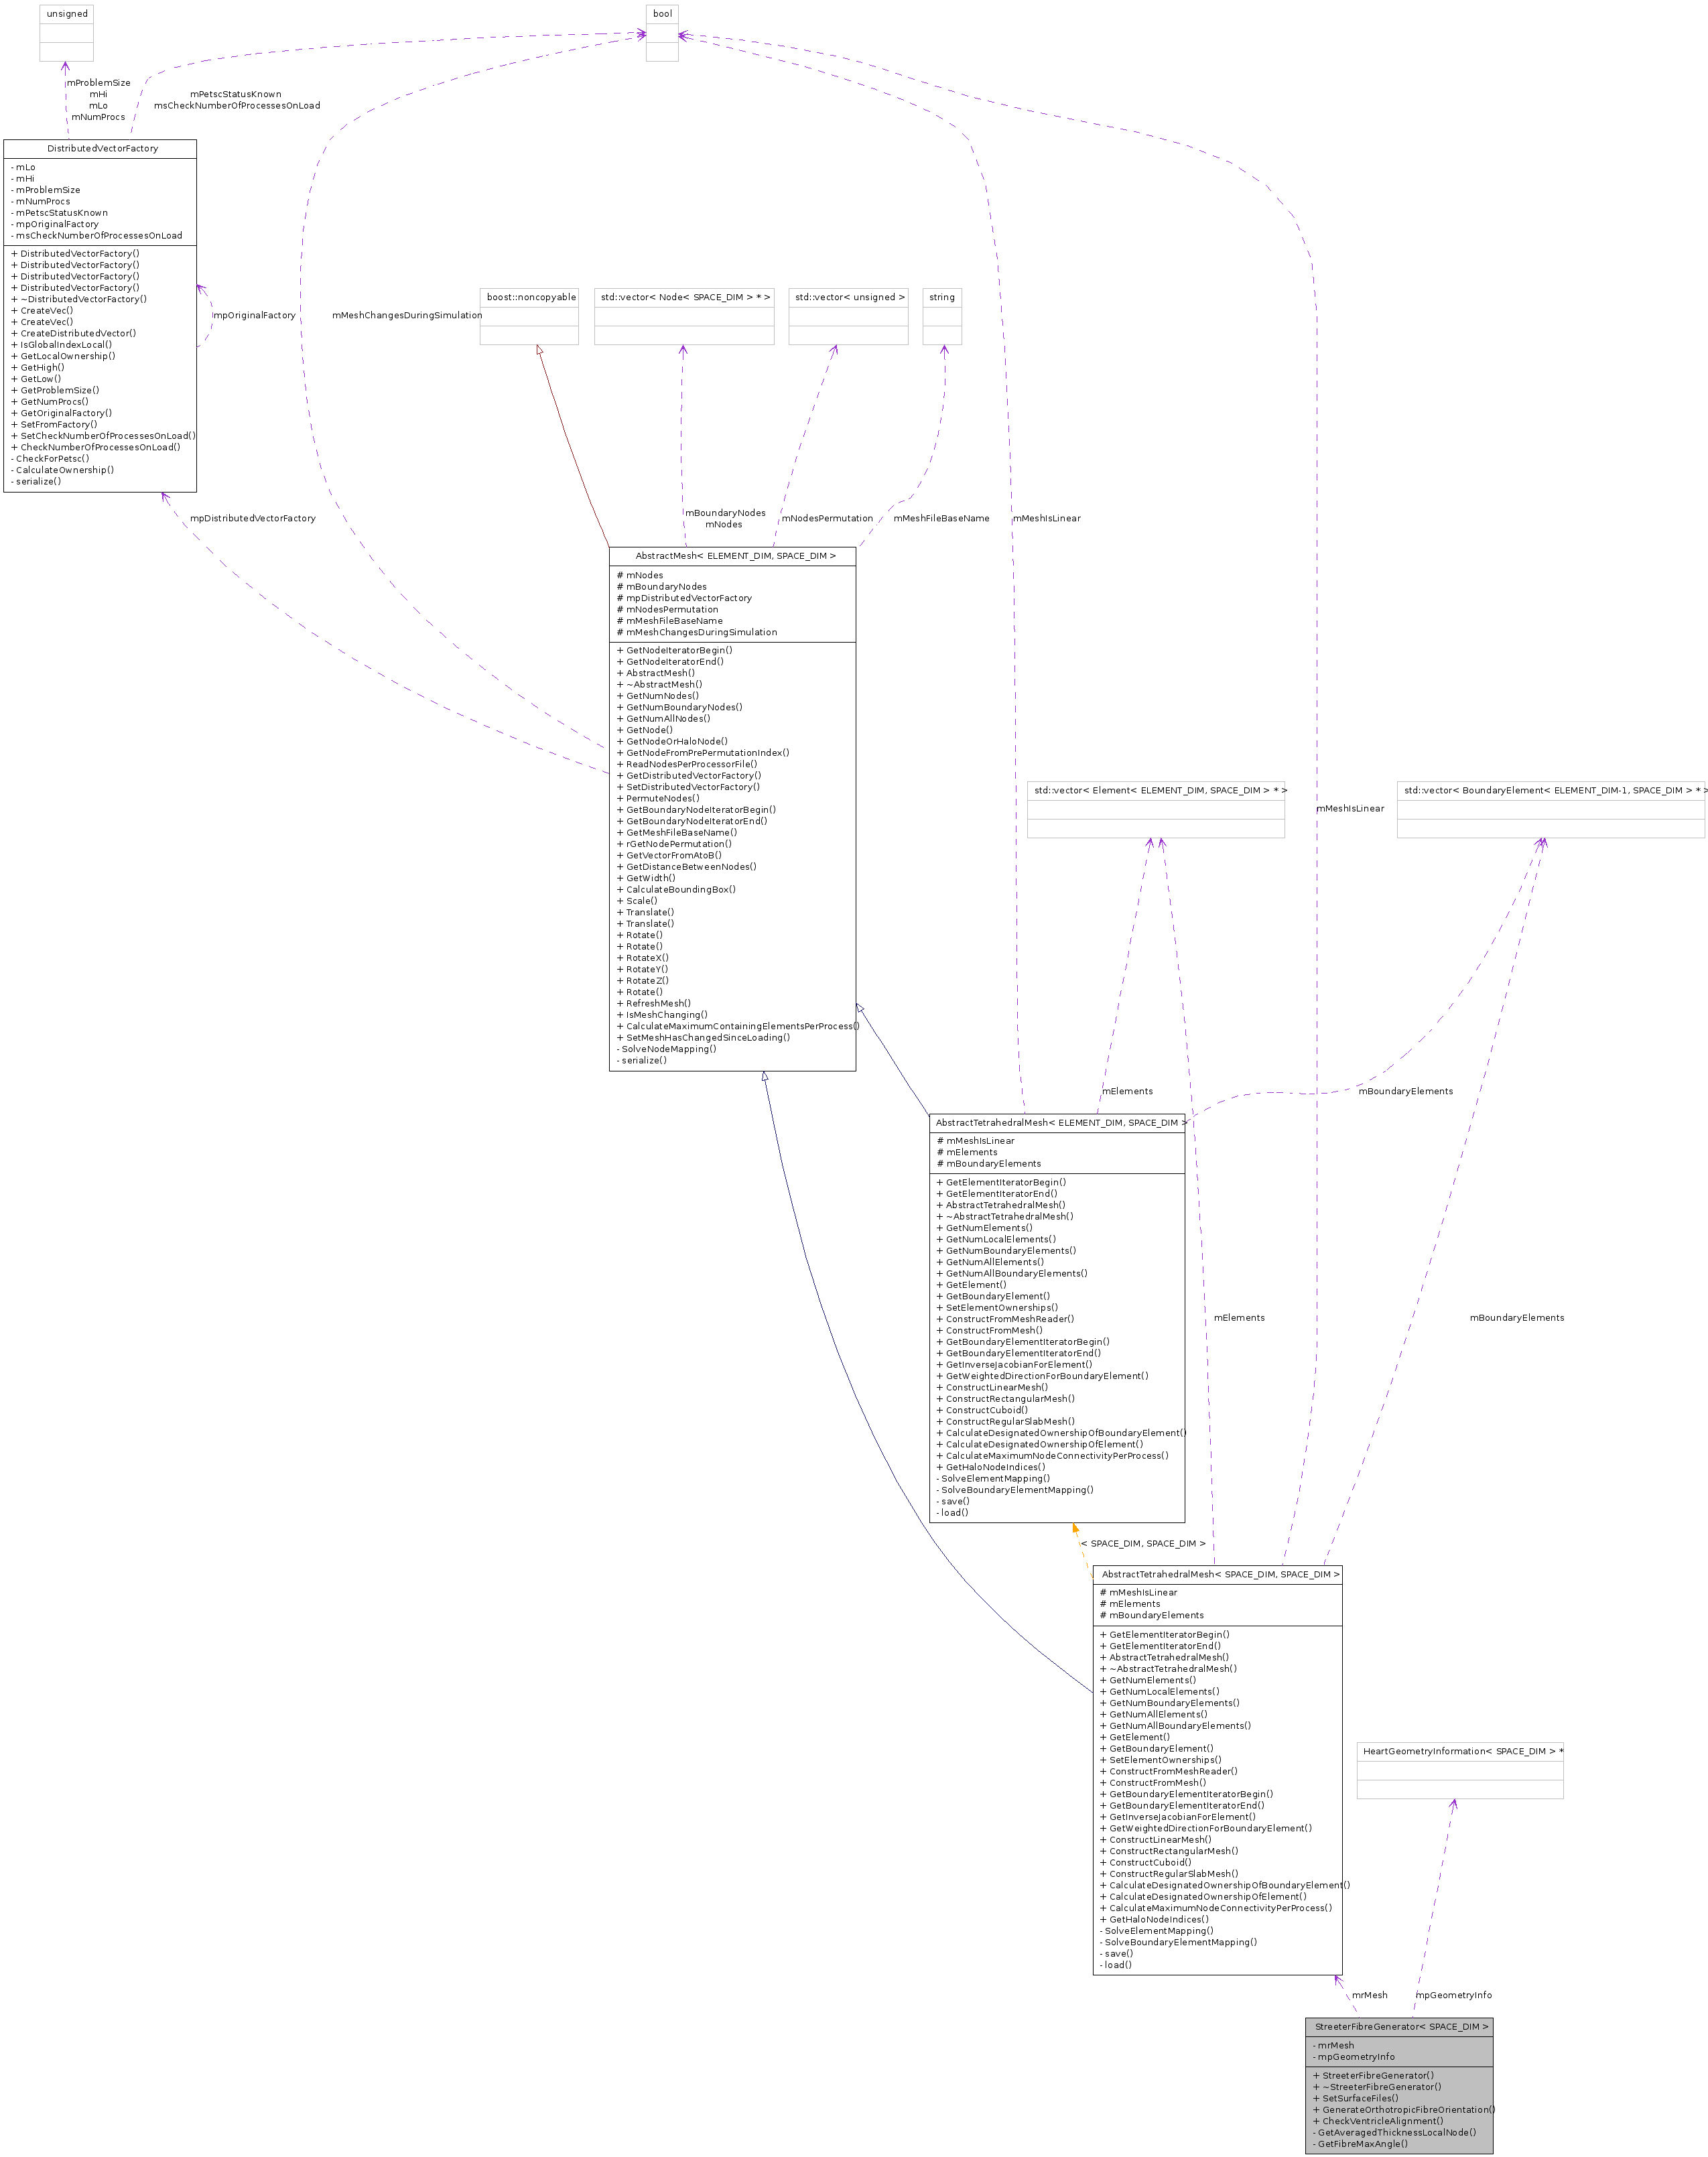 unsigned
bool
mProblemSize
mHi
mLo
mNumProcs
mPetscStatusKnown
msCheckNumberOfProcessesOnLoad
DistributedVectorFactory
- mLo
- mHi
- mProblemSize
- mNumProcs
- mPetscStatusKnown
- mpOriginalFactory
- msCheckNumberOfProcessesOnLoad
+ DistributedVectorFactory()
+ DistributedVectorFactory()
+ DistributedVectorFactory()
+ DistributedVectorFactory()
+ ~DistributedVectorFactory()
+ CreateVec()
+ CreateVec()
+ CreateDistributedVector()
+ IsGlobalIndexLocal()
+ GetLocalOwnership()
+ GetHigh()
+ GetLow()
+ GetProblemSize()
+ GetNumProcs()
+ GetOriginalFactory()
+ SetFromFactory()
+ SetCheckNumberOfProcessesOnLoad()
+ CheckNumberOfProcessesOnLoad()
- CheckForPetsc()
- CalculateOwnership()
- serialize()
mpOriginalFactory
mMeshChangesDuringSimulation
boost::noncopyable
std::vector< Node< SPACE_DIM > * >
std::vector< unsigned >
string
mpDistributedVectorFactory
mBoundaryNodes
mNodes
mNodesPermutation
mMeshFileBaseName
mMeshIsLinear
AbstractMesh< ELEMENT_DIM, SPACE_DIM >
# mNodes
# mBoundaryNodes
# mpDistributedVectorFactory
# mNodesPermutation
# mMeshFileBaseName
# mMeshChangesDuringSimulation
+ GetNodeIteratorBegin()
+ GetNodeIteratorEnd()
+ AbstractMesh()
+ ~AbstractMesh()
+ GetNumNodes()
+ GetNumBoundaryNodes()
+ GetNumAllNodes()
+ GetNode()
+ GetNodeOrHaloNode()
+ GetNodeFromPrePermutationIndex()
+ ReadNodesPerProcessorFile()
+ GetDistributedVectorFactory()
+ SetDistributedVectorFactory()
+ PermuteNodes()
+ GetBoundaryNodeIteratorBegin()
+ GetBoundaryNodeIteratorEnd()
+ GetMeshFileBaseName()
+ rGetNodePermutation()
+ GetVectorFromAtoB()
+ GetDistanceBetweenNodes()
+ GetWidth()
+ CalculateBoundingBox()
+ Scale()
+ Translate()
+ Translate()
+ Rotate()
+ Rotate()
+ RotateX()
+ RotateY()
+ RotateZ()
+ Rotate()
+ RefreshMesh()
+ IsMeshChanging()
+ CalculateMaximumContainingElementsPerProcess()
+ SetMeshHasChangedSinceLoading()
- SolveNodeMapping()
- serialize()
std::vector< Element< ELEMENT_DIM, SPACE_DIM > * >
mMeshIsLinear
std::vector< BoundaryElement< ELEMENT_DIM-1, SPACE_DIM > * >
mElements
mBoundaryElements
AbstractTetrahedralMesh< ELEMENT_DIM, SPACE_DIM >
# mMeshIsLinear
# mElements
# mBoundaryElements
+ GetElementIteratorBegin()
+ GetElementIteratorEnd()
+ AbstractTetrahedralMesh()
+ ~AbstractTetrahedralMesh()
+ GetNumElements()
+ GetNumLocalElements()
+ GetNumBoundaryElements()
+ GetNumAllElements()
+ GetNumAllBoundaryElements()
+ GetElement()
+ GetBoundaryElement()
+ SetElementOwnerships()
+ ConstructFromMeshReader()
+ ConstructFromMesh()
+ GetBoundaryElementIteratorBegin()
+ GetBoundaryElementIteratorEnd()
+ GetInverseJacobianForElement()
+ GetWeightedDirectionForBoundaryElement()
+ ConstructLinearMesh()
+ ConstructRectangularMesh()
+ ConstructCuboid()
+ ConstructRegularSlabMesh()
+ CalculateDesignatedOwnershipOfBoundaryElement()
+ CalculateDesignatedOwnershipOfElement()
+ CalculateMaximumNodeConnectivityPerProcess()
+ GetHaloNodeIndices()
- SolveElementMapping()
- SolveBoundaryElementMapping()
- save()
- load()
mElements
mBoundaryElements
< SPACE_DIM, SPACE_DIM >
AbstractTetrahedralMesh< SPACE_DIM, SPACE_DIM >
# mMeshIsLinear
# mElements
# mBoundaryElements
+ GetElementIteratorBegin()
+ GetElementIteratorEnd()
+ AbstractTetrahedralMesh()
+ ~AbstractTetrahedralMesh()
+ GetNumElements()
+ GetNumLocalElements()
+ GetNumBoundaryElements()
+ GetNumAllElements()
+ GetNumAllBoundaryElements()
+ GetElement()
+ GetBoundaryElement()
+ SetElementOwnerships()
+ ConstructFromMeshReader()
+ ConstructFromMesh()
+ GetBoundaryElementIteratorBegin()
+ GetBoundaryElementIteratorEnd()
+ GetInverseJacobianForElement()
+ GetWeightedDirectionForBoundaryElement()
+ ConstructLinearMesh()
+ ConstructRectangularMesh()
+ ConstructCuboid()
+ ConstructRegularSlabMesh()
+ CalculateDesignatedOwnershipOfBoundaryElement()
+ CalculateDesignatedOwnershipOfElement()
+ CalculateMaximumNodeConnectivityPerProcess()
+ GetHaloNodeIndices()
- SolveElementMapping()
- SolveBoundaryElementMapping()
- save()
- load()
HeartGeometryInformation< SPACE_DIM > *
mrMesh
mpGeometryInfo
StreeterFibreGenerator< SPACE_DIM >
- mrMesh
- mpGeometryInfo
+ StreeterFibreGenerator()
+ ~StreeterFibreGenerator()
+ SetSurfaceFiles()
+ GenerateOrthotropicFibreOrientation()
+ CheckVentricleAlignment()
- GetAveragedThicknessLocalNode()
- GetFibreMaxAngle()